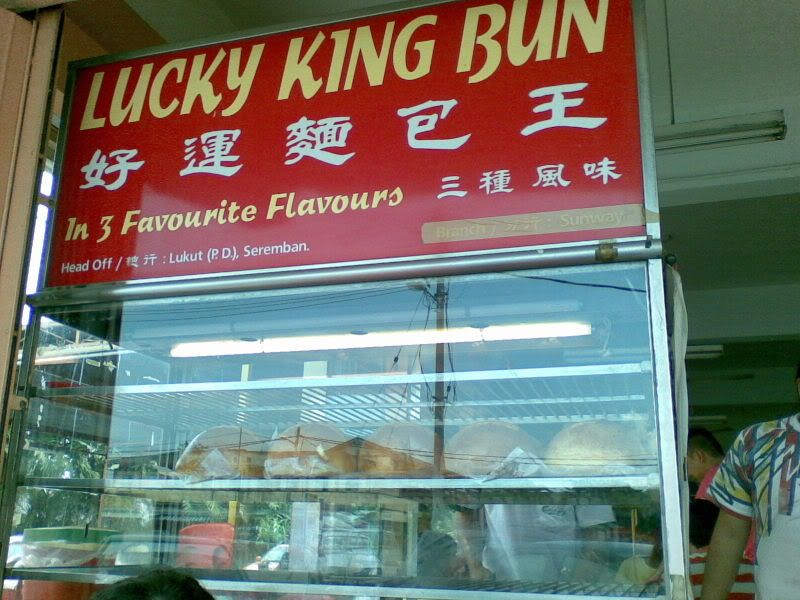 LUCKY KING BUN
好運麵包王
In 3 Favourite Flavours 三種風味
Branch / 分行 : Sunway
Head Off / 總行 : Lukut (P.D.), Seremban.